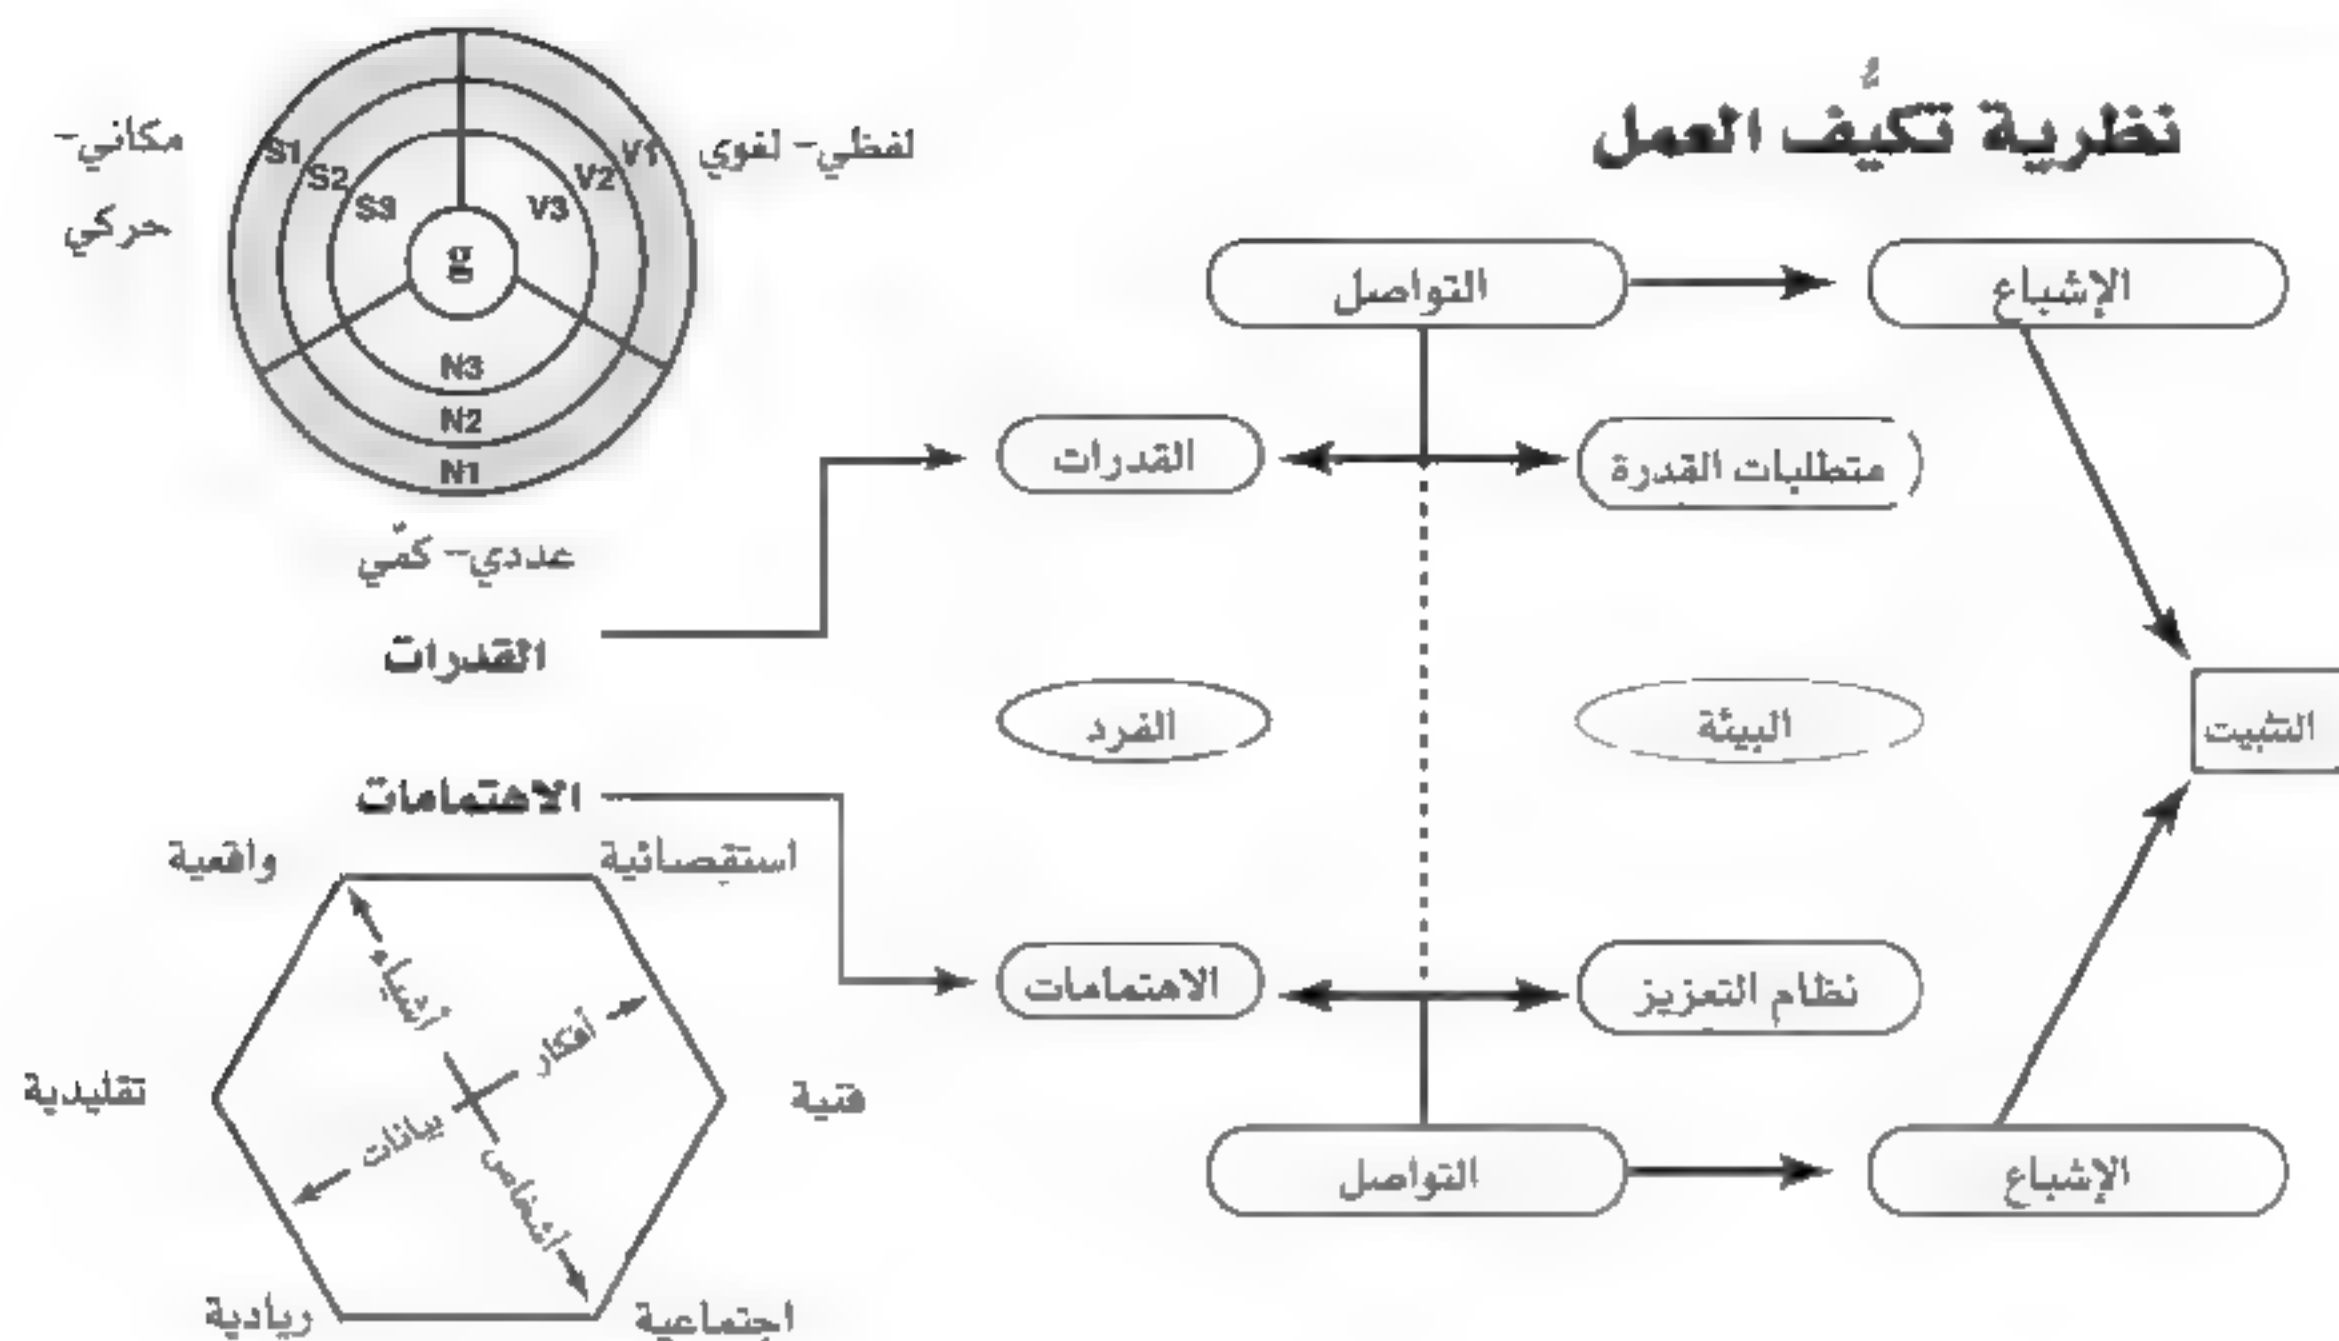 نظرية تكيُّف العمل
لفظي- لغوي
مكاني-
حركي
S1
S2
S3
V1
V2
V3
g
N3
N2
N1
عددي- كمّي
القدرات
التواصل
الإشباع
القدرات
متطلبات القدرة
الفرد
البيئة
التثبيت
الاهتمامات
واقعية
استقصائية
أشياء
أفكار
تقليدية
فنية
بيانات
أشخاص
ريادية
اجتماعية
الاهتمامات
نظام التعزيز
التواصل
الإشباع